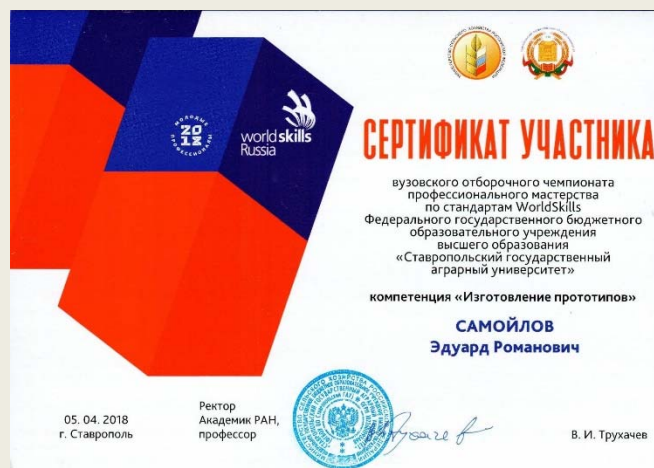 МОЛОДЫЕ
ПРОФЕССИОНАЛЫ
worldskills
Russia
СЕРТИФИКАТ УЧАСТНИКА
вузовского отборочного чемпионата
профессионального мастерства
по стандартам WorldSkills
Федерального государственного бюджетного
образовательного учреждения
высшего образования
«Ставропольский государственный
аграрный университет»
компетенция «Изготовление прототипов»
САМОЙЛОВ
Эдуард Романович
05. 04. 2018
г. Ставрополь
Ректор
Академик РАН,
профессор
В. И. Трухачев